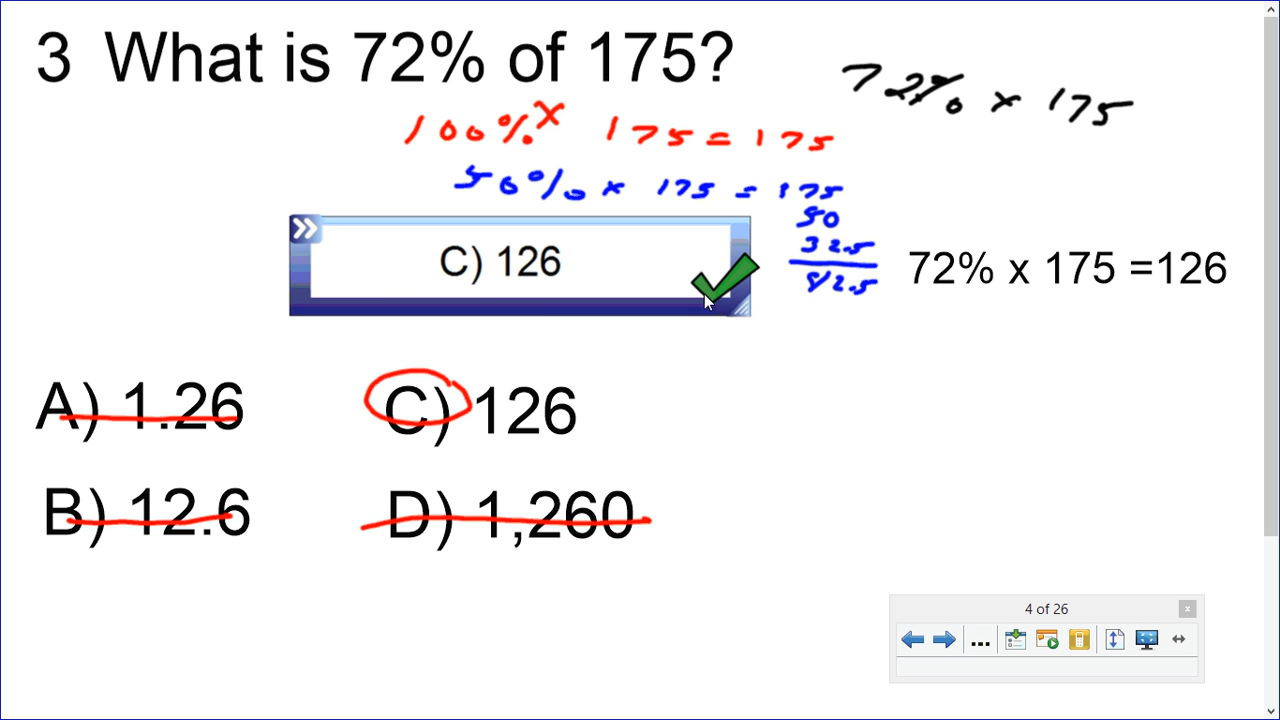 3 What is 72% of 175?
72% x 175
100% x 175 = 175
50% x 175 = 175
50
32.5
82.5
C) 126
72% x 175 =126
A) 1.26
C) 126
B) 12.6
D) 1,260
4 of 26